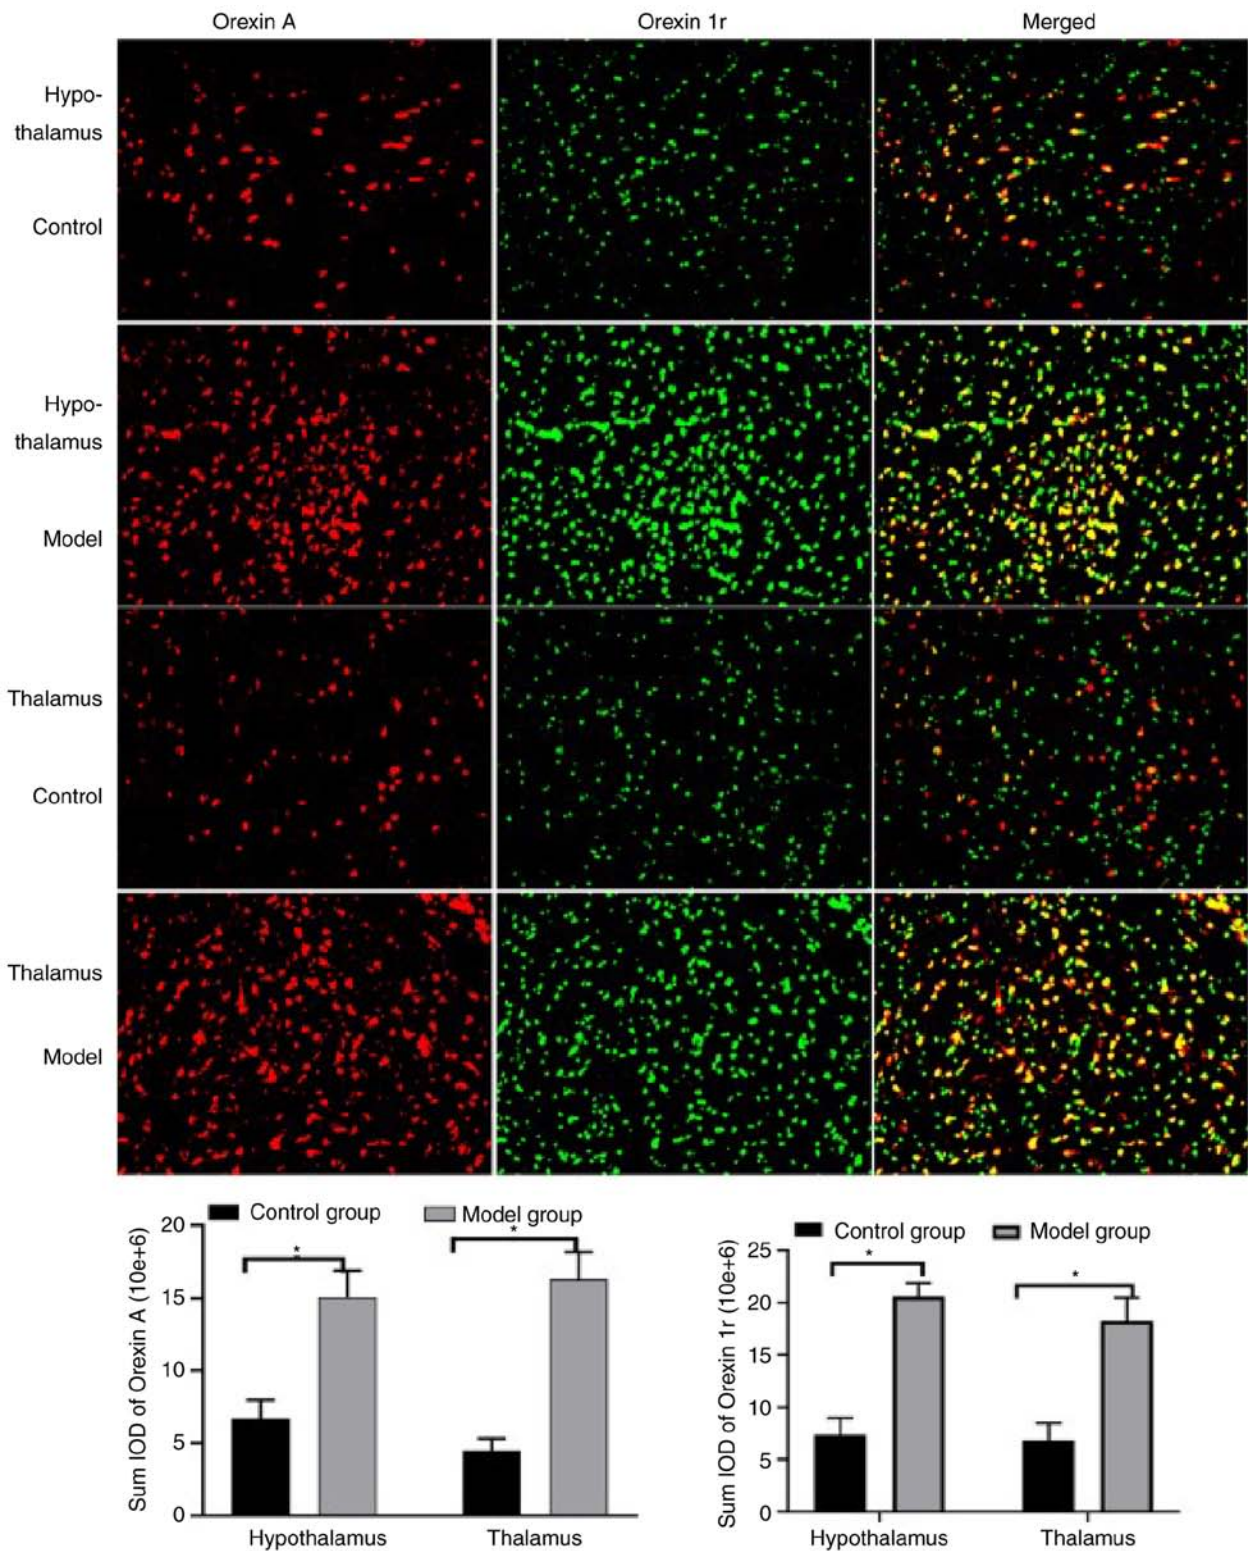 Orexin A Orexin 1r Merged
Hypo-
thalamus
Control
Hypo-
thalamus
Model
Thalamus
Control
Thalamus
Model
Control group Model group
Sum IOD of Orexin A (10e+6)
20
15
10
5
0
* *
Hypothalamus Thalamus
Control group Model group
Sum IOD of Orexin 1r (10e+6)
25
20
15
10
5
0
* *
Hypothalamus Thalamus